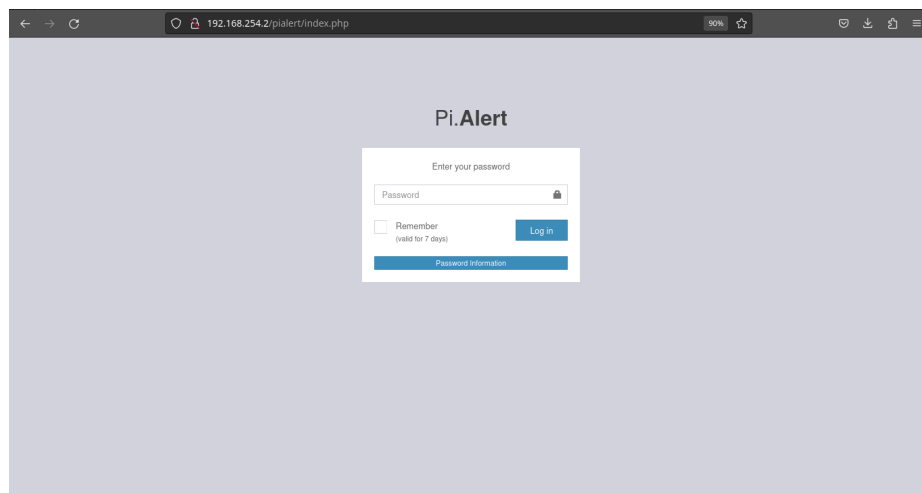 192.168.254.2/pialert/index.php
90%
Pi.Alert
Enter your password
Password
Remember
(valid for 7 days)
Log in
Password Information